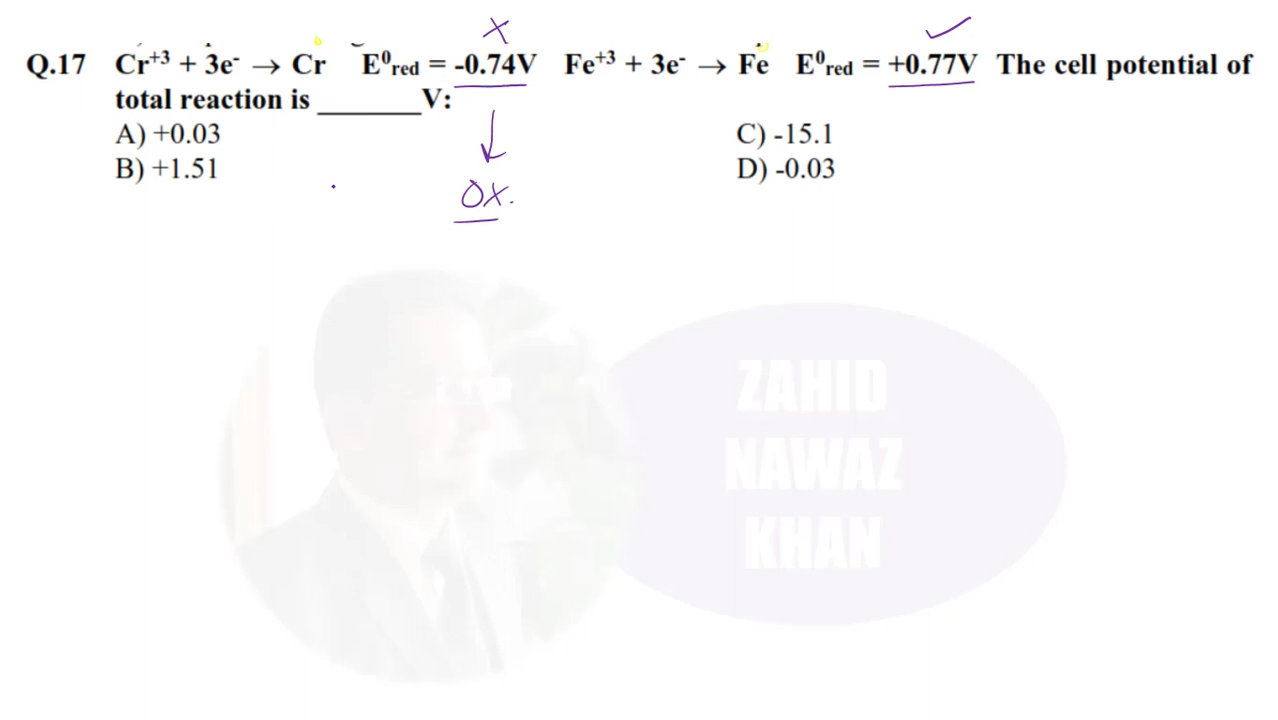 Q.17 Cr⁺³ + 3e⁻ → Cr E⁰red = -0.74V Fe⁺³ + 3e⁻ → Fe E⁰red = +0.77V The cell potential of
total reaction is ________V:
A) +0.03
C) -15.1
B) +1.51
D) -0.03
OX.
ZAHID
NAWAZ
KHAN